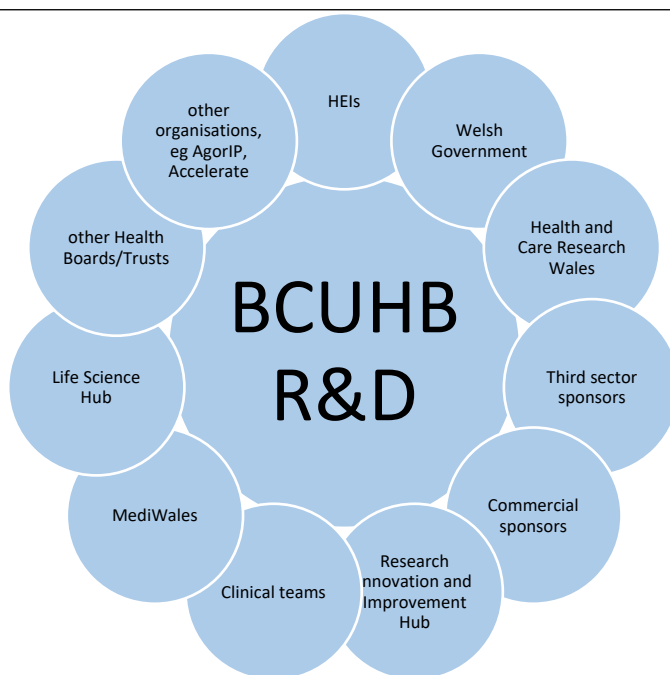 HEIs
Welsh
Government
Health and
Care Research
Wales
Third sector
sponsors
Commercial
sponsors
Research
nnovation and
Improvement
Hub
Clinical teams
MediWales
Life Science
Hub
other Health
Boards/Trusts
other
organisations,
eg AgorIP,
Accelerate
BCUHB
R&D